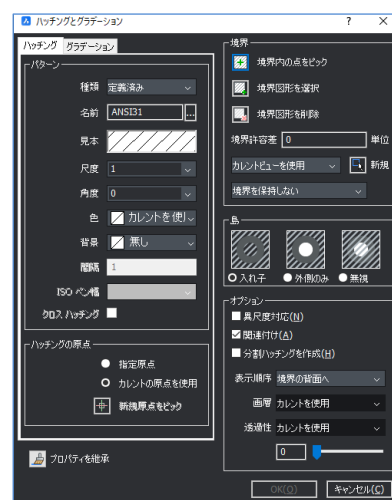 ハッチングとグラデーション
? ×
ハッチング グラデーション
パターン
種類 定義済み
名前 ANSI31 ...
見本
尺度 1
角度 0
色 カレントを使)
背景 無し
間隔 1
ISO ペン幅
クロス ハッチング
ハッチングの原点
指定原点
カレントの原点を使用
新規原点をピック
プロパティを継承
境界
境界内の点をピック
境界図形を選択
境界図形を削除
境界許容差 0 単位
カレントビューを使用 新規
境界を保持しない
島
入れ子 外側のみ 無視
オプション
異尺度対応(N)
関連付け(A)
分割ハッチングを作成(H)
表示順序 境界の背面へ
画層 カレントを使用
透過性 カレントを使用
0
OK(O) キャンセル(C)